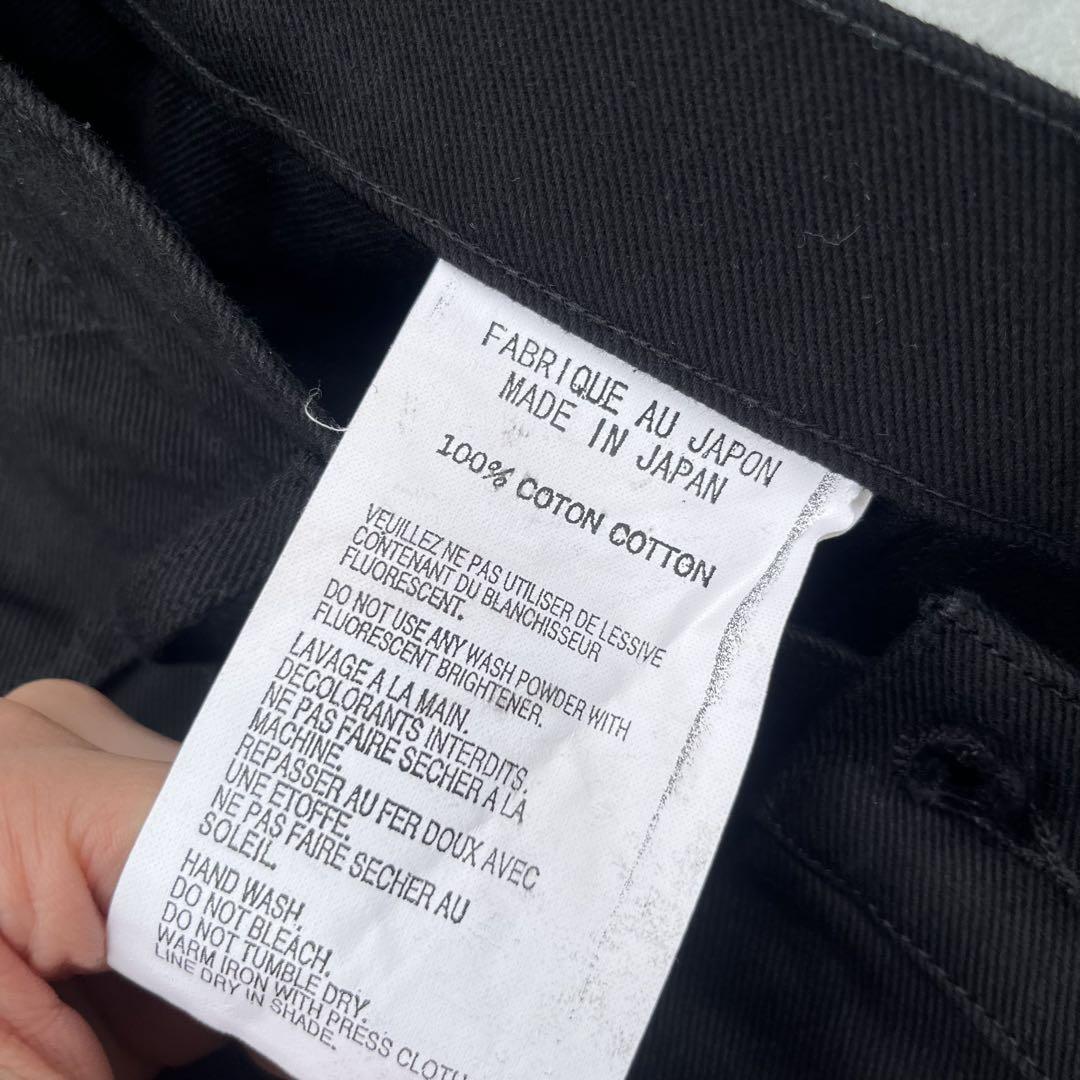 FABRIQUE AU JAPON
MADE IN JAPAN
100% COTON COTTON
VEUILLEZ NE PAS UTILISER DE LESSIVE
CONTENANT DU BLANCHISSEUR
FLUORESCENT.
DO NOT USE ANY WASH POWDER WITH
FLUORESCENT BRIGHTENER.
LAVAGE A LA MAIN.
DECOLORANTS INTERDITS.
NE PAS FAIRE SECHER A LA
MACHINE.
REPASSER AU FER DOUX AVEC
UNE ETOFFE.
NE PAS FAIRE SECHER AU
SOLEIL.
HAND WASH.
DO NOT BLEACH.
DO NOT TUMBLE DRY.
WARM IRON WITH PRESS CLOTH
LINE DRY IN SHADE.